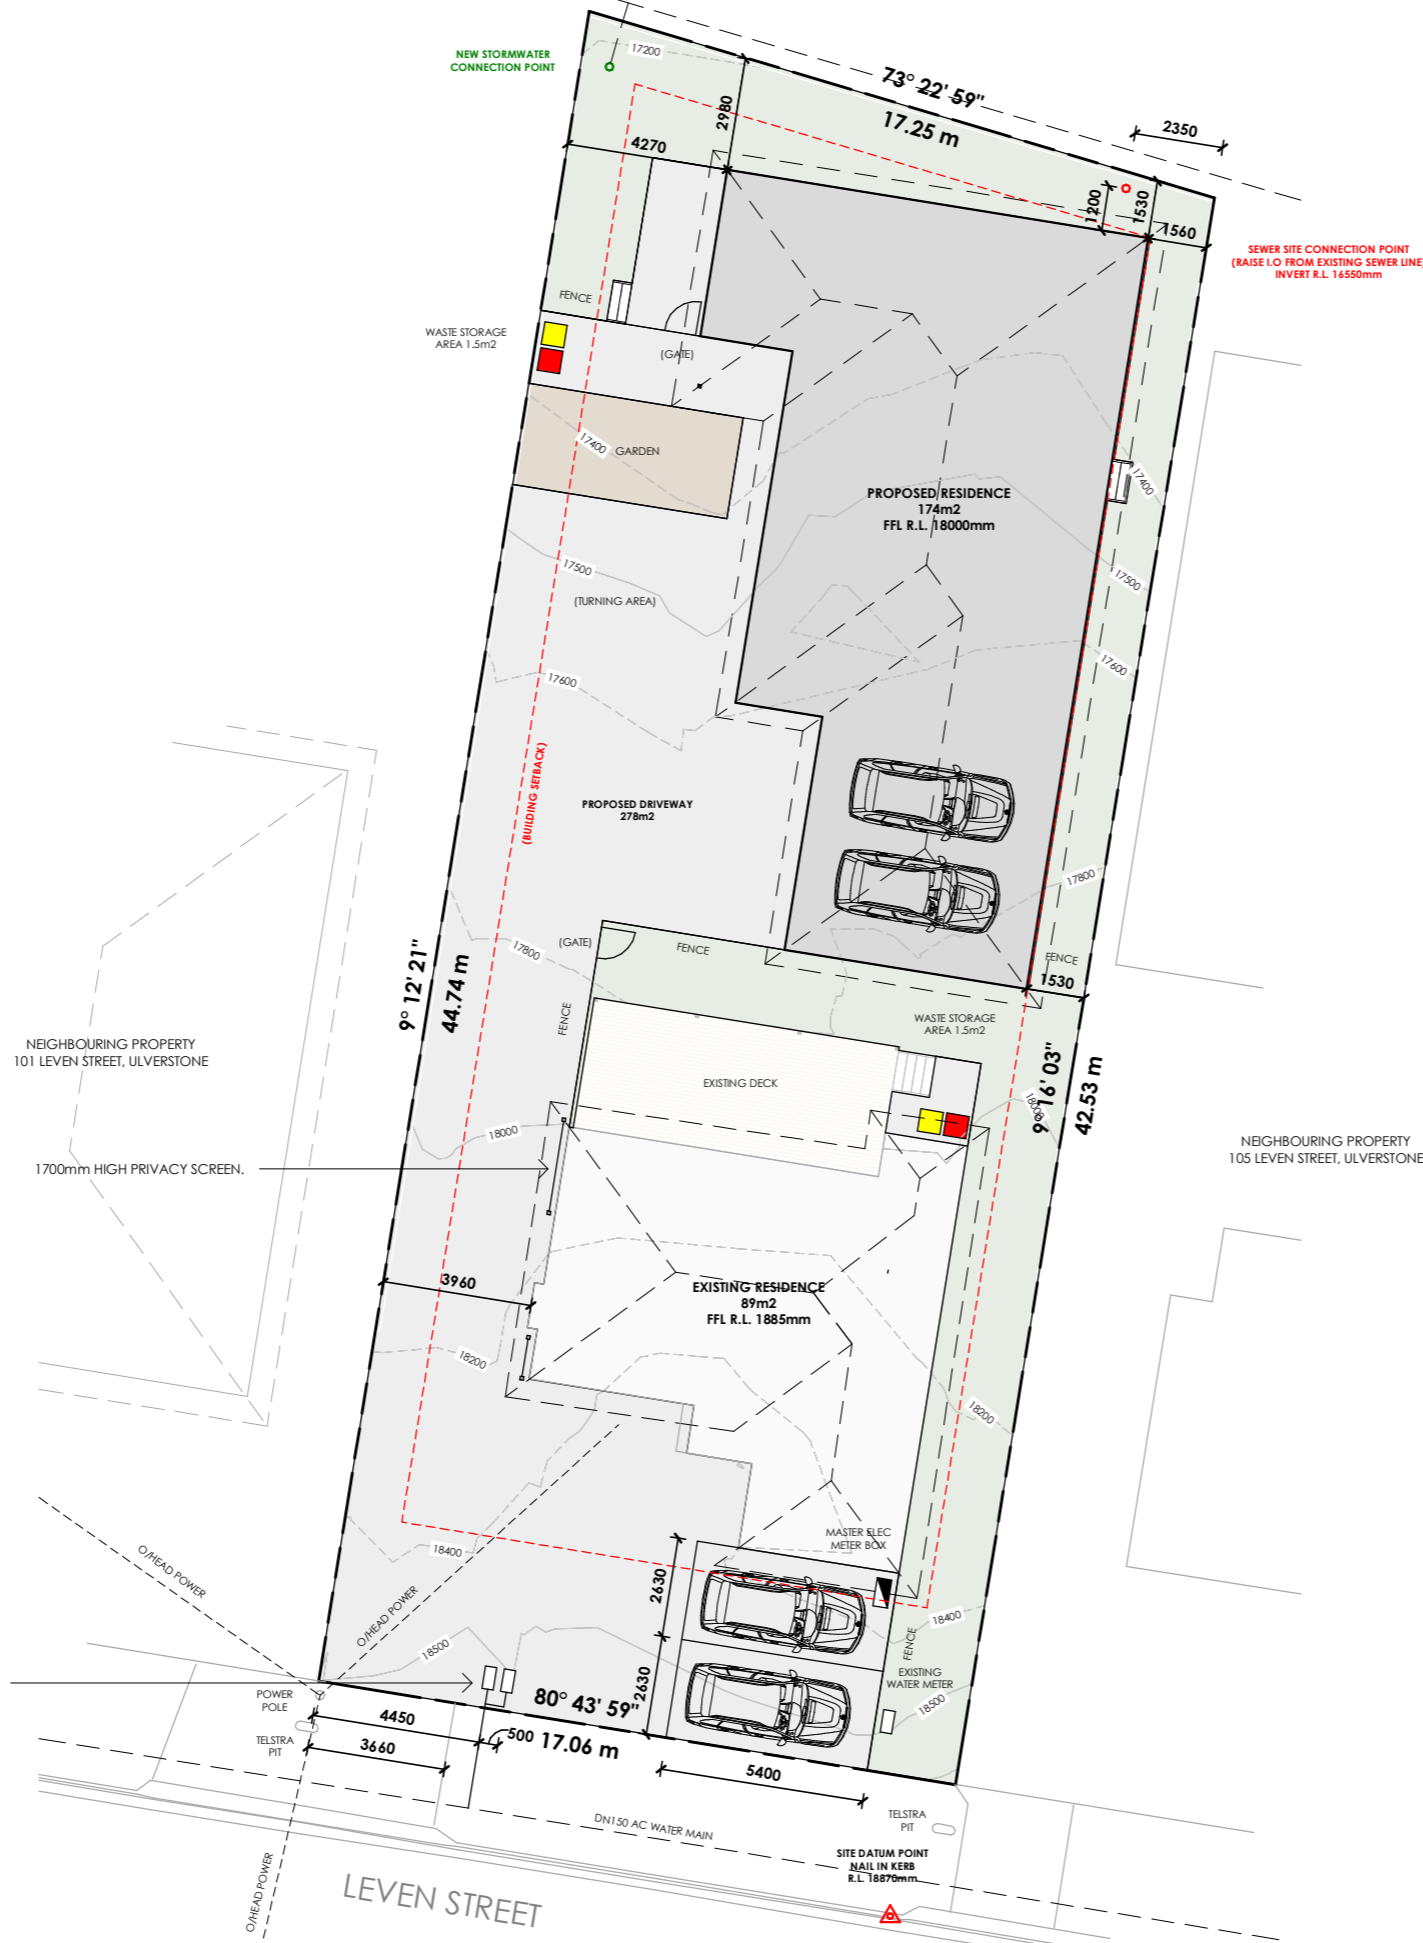 NEW STORMWATER
CONNECTION POINT
17200
73° 22' 59"
17.25 m
2350
2980
4270
1200
1530
1560
SEWER SITE CONNECTION POINT
(RAISE I.O FROM EXISTING SEWER LINE)
INVERT R.L. 16550mm
FENCE
WASTE STORAGE
AREA 1.5m2
(GATE)
17400
GARDEN
17400
PROPOSED RESIDENCE
174m2
FFL R.L. 18000mm
17500
(TURNING AREA)
17500
17600
17600
(BUILDING SETBACK)
PROPOSED DRIVEWAY
278m2
17800
17800
(GATE)
FENCE
FENCE
1530
9° 12' 21"
44.74 m
FENCE
WASTE STORAGE
AREA 1.5m2
NEIGHBOURING PROPERTY
101 LEVEN STREET, ULVERSTONE
EXISTING DECK
18000
9° 16' 03"
42.53 m
18000
NEIGHBOURING PROPERTY
105 LEVEN STREET, ULVERSTONE
1700mm HIGH PRIVACY SCREEN.
3960
EXISTING RESIDENCE
89m2
FFL R.L. 1885mm
18200
18200
MASTER ELEC
METER BOX
18400
O/HEAD POWER
O/HEAD POWER
2630
18400
FENCE
18500
2630
EXISTING
WATER METER
18500
POWER
POLE
80° 43' 59"
4450
500
17.06 m
TELSTRA
PIT
3660
5400
DN150 AC WATER MAIN
TELSTRA
PIT
SITE DATUM POINT
NAIL IN KERB
R.L. 18870mm
O/HEAD POWER
LEVEN STREET